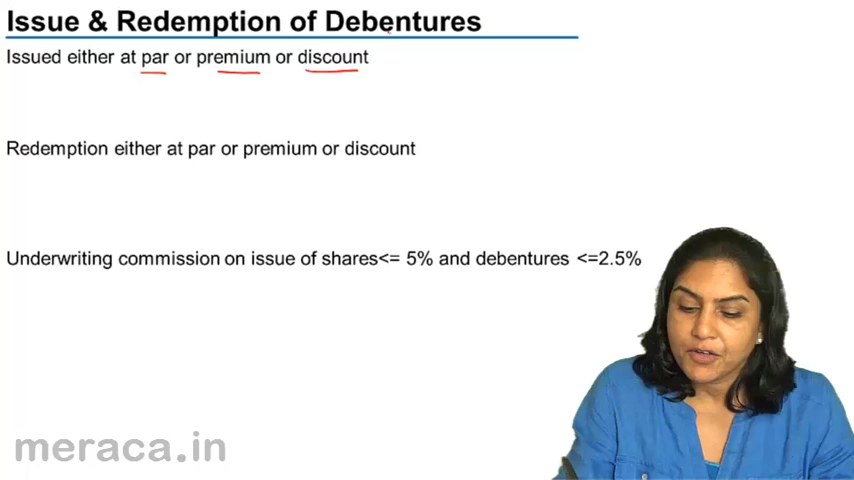 Issue & Redemption of Debentures
Issued either at par or premium or discount
Redemption either at par or premium or discount
Underwriting commission on issue of shares<= 5% and debentures <=2.5%
meraca.in